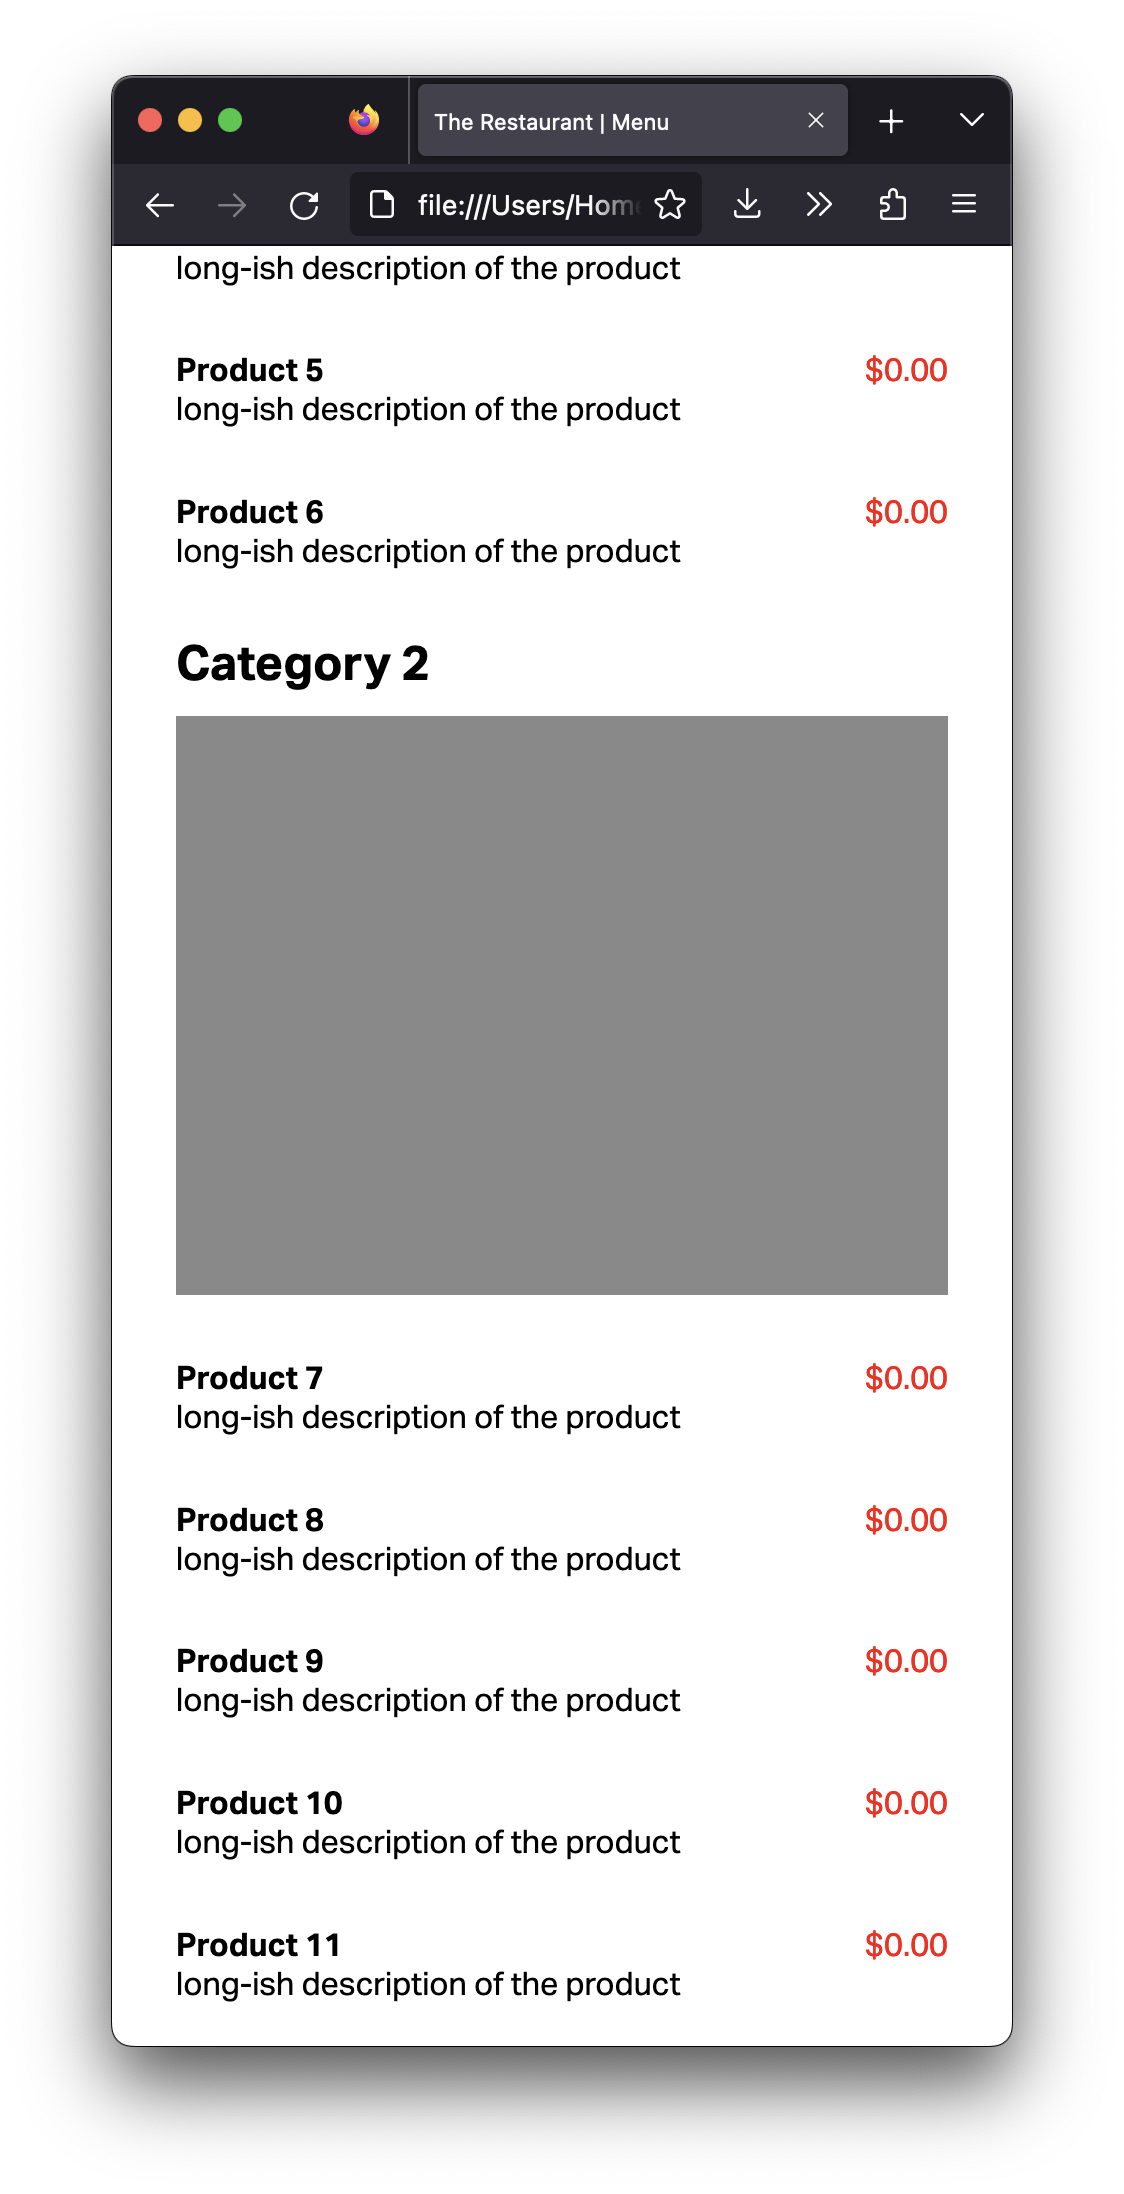 The Restaurant | Menu
file:///Users/Home
long-ish description of the product
Product 5 $0.00
long-ish description of the product
Product 6 $0.00
long-ish description of the product
Category 2
Product 7 $0.00
long-ish description of the product
Product 8 $0.00
long-ish description of the product
Product 9 $0.00
long-ish description of the product
Product 10 $0.00
long-ish description of the product
Product 11 $0.00
long-ish description of the product